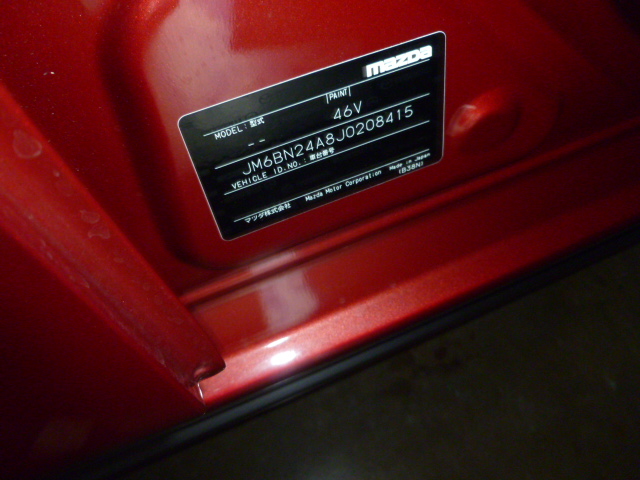 mazda
MODEL: 型式
[PAINT]
-- 46V
JM6BN24A8J0208415
VEHICLE ID.NO.: 車台番号
マツダ株式会社 Mazda Motor Corporation Made in Japan
(B38N)